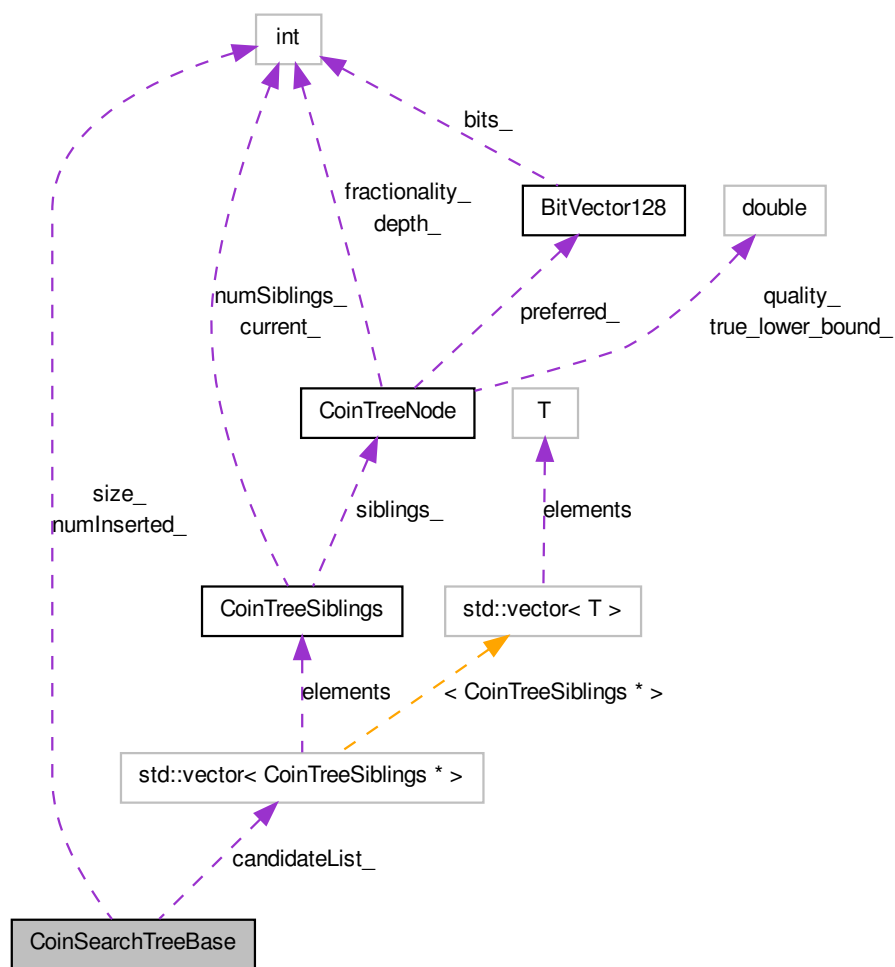 int
bits_
fractionality_
depth_
BitVector128
double
numSiblings_
current_
preferred_
quality_
true_lower_bound_
CoinTreeNode
T
size_
numInserted_
siblings_
elements
CoinTreeSiblings
std::vector< T >
elements
< CoinTreeSiblings * >
std::vector< CoinTreeSiblings * >
candidateList_
CoinSearchTreeBase